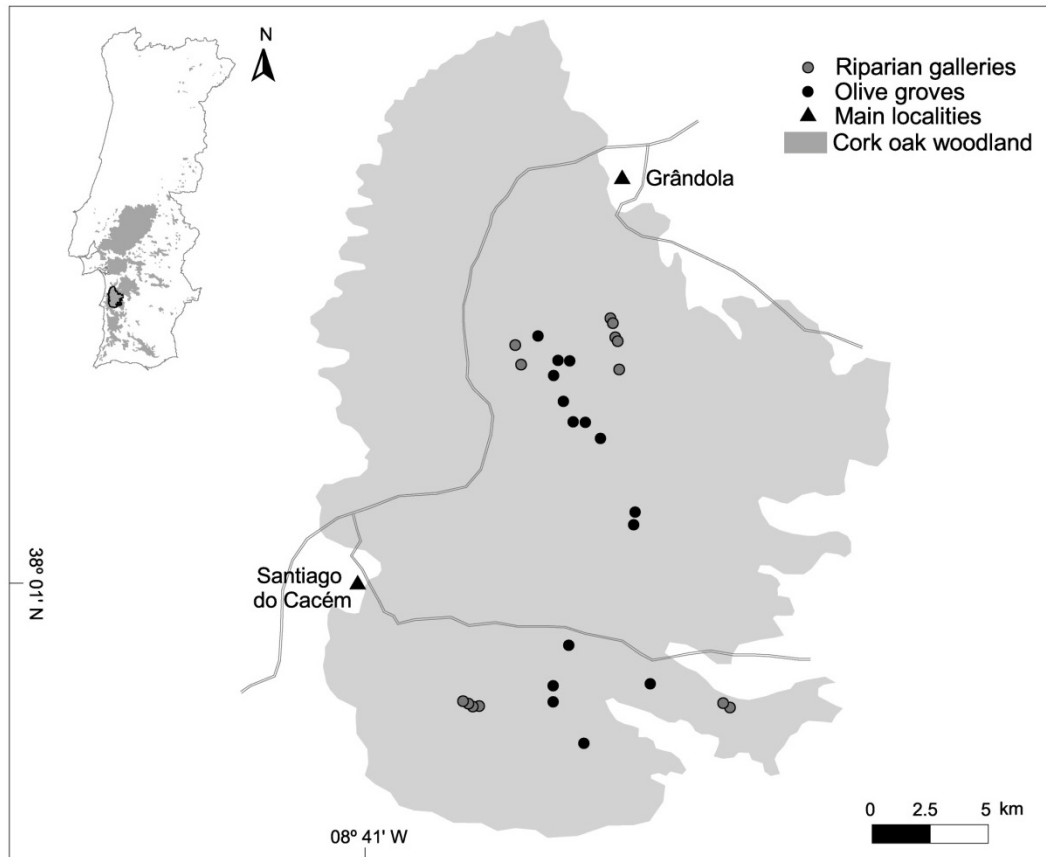 N
Riparian galleries
Olive groves
Main localities
Cork oak woodland
Grândola
38º 01' N
Santiago
do Cacém
08º 41' W
0 2.5 5 km